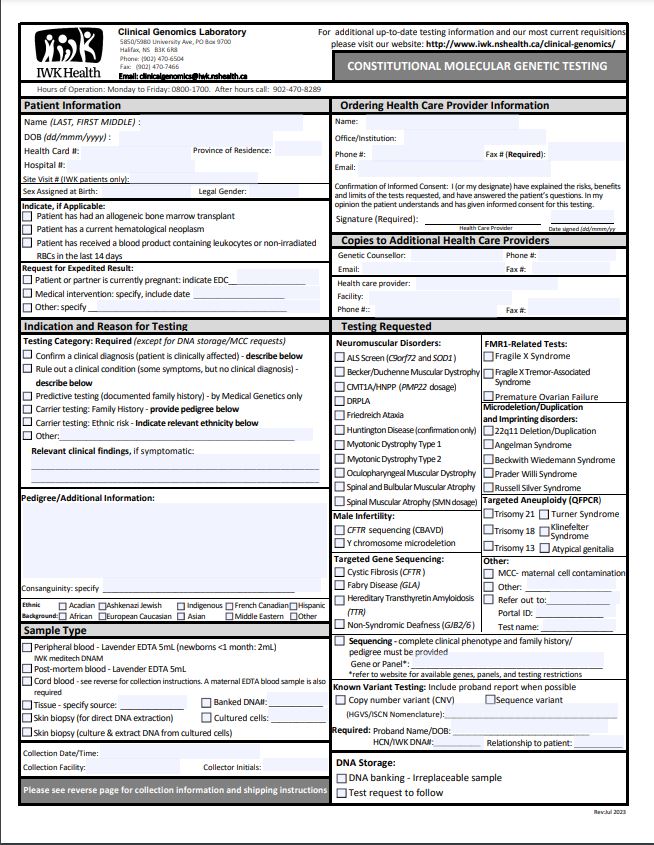 IWK Health
Clinical Genomics Laboratory
5850/5980 University Ave, PO Box 9700
Halifax, NS B3K 6R8
Phone: (902) 470-6504
Fax: (902) 470-7466
Email: clinicalgenomics@iwk.nshealth.ca
For additional up-to-date testing information and our most current requisitions
please visit our website: http://www.iwk.nshealth.ca/clinical-genomics/
CONSTITUTIONAL MOLECULAR GENETIC TESTING
Hours of Operation: Monday to Friday: 0800-1700. After hours call: 902-470-8289
Patient Information
Name (LAST, FIRST MIDDLE) :
DOB (dd/mmm/yyyy) :
Health Card #: Province of Residence:
Hospital #:
Site Visit # (IWK patients only):
Sex Assigned at Birth: Legal Gender:
Indicate, if Applicable:
Patient has had an allogeneic bone marrow transplant
Patient has a current hematological neoplasm
Patient has received a blood product containing leukocytes or non-irradiated
RBCs in the last 14 days
Request for Expedited Result:
Patient or partner is currently pregnant: indicate EDC
Medical intervention: specify, include date
Other: specify
Ordering Health Care Provider Information
Name:
Office/Institution:
Phone #: Fax # (Required):
Email:
Confirmation of Informed Consent: I (or my designate) have explained the risks, benefits
and limits of the tests requested, and have answered the patient's questions. In my
opinion the patient understands and has given informed consent for this testing.
Signature (Required):
Health Care Provider Date signed (dd/mmm/yy
Copies to Additional Health Care Providers
Genetic Counsellor: Phone #:
Email: Fax #:
Health care provider:
Facility:
Phone #:: Fax #:
Indication and Reason for Testing
Testing Category: Required (except for DNA storage/MCC requests)
Confirm a clinical diagnosis (patient is clinically affected) - describe below
Rule out a clinical condition (some symptoms, but no clinical diagnosis) -
describe below
Predictive testing (documented family history) - by Medical Genetics only
Carrier testing: Family History - provide pedigree below
Carrier testing: Ethnic risk - Indicate relevant ethnicity below
Other:
Relevant clinical findings, if symptomatic:
Pedigree/Additional Information:
Consanguinity: specify
Ethnic
Background:
Acadian Ashkenazi Jewish Indigenous French Canadian Hispanic
African European Caucasian Asian Middle Eastern Other
Sample Type
Peripheral blood - Lavender EDTA 5mL (newborns <1 month: 2mL)
IWK meditech DNAM
Post-mortem blood - Lavender EDTA 5mL
Cord blood - see reverse for collection instructions. A maternal EDTA blood sample is also
required
Tissue - specify source: Banked DNA#:
Skin biopsy (for direct DNA extraction) Cultured cells:
Skin biopsy (culture & extract DNA from cultured cells)
Collection Date/Time:
Collection Facility: Collector Initials:
Please see reverse page for collection information and shipping instructions
Testing Requested
Neuromuscular Disorders:
ALS Screen (C9orf72 and SOD1 )
Becker/Duchenne Muscular Dystrophy
CMT1A/HNPP (PMP22 dosage)
DRPLA
Friedreich Ataxia
Huntington Disease (confirmation only)
Myotonic Dystrophy Type 1
Myotonic Dystrophy Type 2
Oculopharyngeal Muscular Dystrophy
Spinal and Bulbular Muscular Atrophy
Spinal Muscular Atrophy (SMN dosage)
Male Infertility:
CFTR sequencing (CBAVD)
Y chromosome microdeletion
Targeted Gene Sequencing:
Cystic Fibrosis (CFTR )
Fabry Disease (GLA)
Hereditary Transthyretin Amyloidosis
(TTR)
Non-Syndromic Deafness (GJB2/6 )
FMR1-Related Tests:
Fragile X Syndrome
Fragile X Tremor-Associated
Syndrome
Premature Ovarian Failure
Microdeletion/Duplication
and Imprinting disorders:
22q11 Deletion/Duplication
Angelman Syndrome
Beckwith Wiedemann Syndrome
Prader Willi Syndrome
Russell Silver Syndrome
Targeted Aneuploidy (QFPCR)
Trisomy 21 Turner Syndrome
Trisomy 18 Klinefelter
Syndrome
Trisomy 13 Atypical genitalia
Other:
MCC- maternal cell contamination
Other:
Refer out to:
Portal ID:
Test name:
Sequencing - complete clinical phenotype and family history/
pedigree must be provided
Gene or Panel*:
*refer to website for available genes, panels, and testing restrictions
Known Variant Testing: Include proband report when possible
Copy number variant (CNV) Sequence variant
(HGVS/ISCN Nomenclature):
Required: Proband Name/DOB:
HCN/IWK DNA#: Relationship to patient:
DNA Storage:
DNA banking - Irreplaceable sample
Test request to follow
Rev:Jul 2023